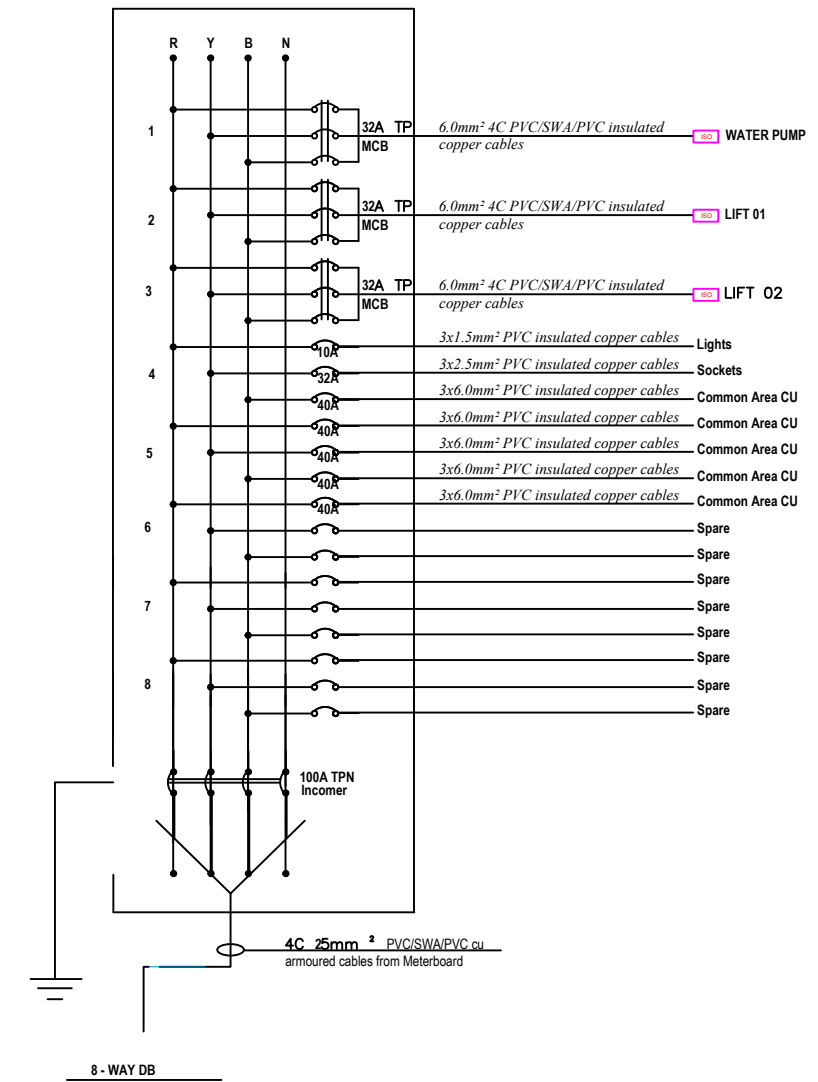 R Y B N
1
32A TP
MCB
6.0mm² 4C PVC/SWA/PVC insulated
copper cables
ISO
WATER PUMP
2
32A TP
MCB
6.0mm² 4C PVC/SWA/PVC insulated
copper cables
ISO
LIFT 01
3
32A TP
MCB
6.0mm² 4C PVC/SWA/PVC insulated
copper cables
ISO
LIFT 02
10A
3x1.5mm² PVC insulated copper cables
Lights
4
32A
3x2.5mm² PVC insulated copper cables
Sockets
40A
3x6.0mm² PVC insulated copper cables
Common Area CU
40A
3x6.0mm² PVC insulated copper cables
Common Area CU
5
40A
3x6.0mm² PVC insulated copper cables
Common Area CU
40A
3x6.0mm² PVC insulated copper cables
Common Area CU
40A
3x6.0mm² PVC insulated copper cables
Common Area CU
6
Spare
Spare
Spare
7
Spare
Spare
Spare
8
Spare
Spare
100A TPN
Incomer
4C 25mm ² PVC/SWA/PVC cu
armoured cables from Meterboard
8 - WAY DB